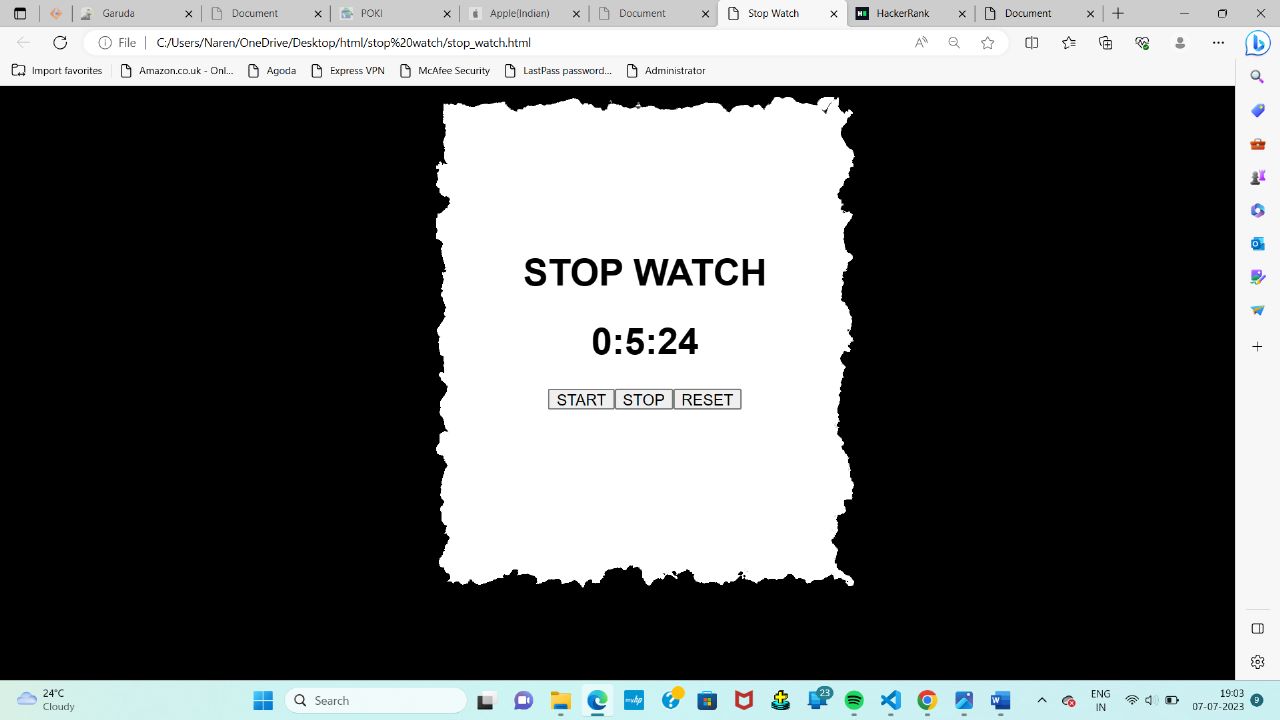 Garuda
Document
POKI
Apple(Indian)
Document
Stop Watch
HackerRank
Document
File
C:/Users/Naren/OneDrive/Desktop/html/stop%20watch/stop_watch.html
Import favorites
Amazon.co.uk - Onl...
Agoda
Express VPN
McAfee Security
LastPass password...
Administrator
STOP WATCH
0:5:24
START STOP RESET
24°C
Cloudy
Search
myhp
23
ENG
IN
19:03
07-07-2023
9